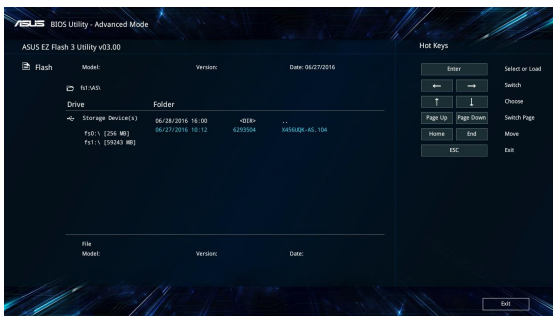 ASUS BIOS Utility - Advanced Mode
ASUS EZ Flash 3 Utility v03.00
Flash
Model: Version: Date: 06/27/2016
fs1:\AS\
Drive Folder
Storage Device(s)
fs0:\ [256 MB]
fs1:\ [59243 MB]
06/28/2016 16:00 <DIR> ..
06/27/2016 10:12 6293504 X456UQK-AS.104
File
Model: Version: Date:
Hot Keys
Enter Select or Load
← → Switch
↑ ↓ Choose
Page Up Page Down Switch Page
Home End Move
ESC Exit
Exit